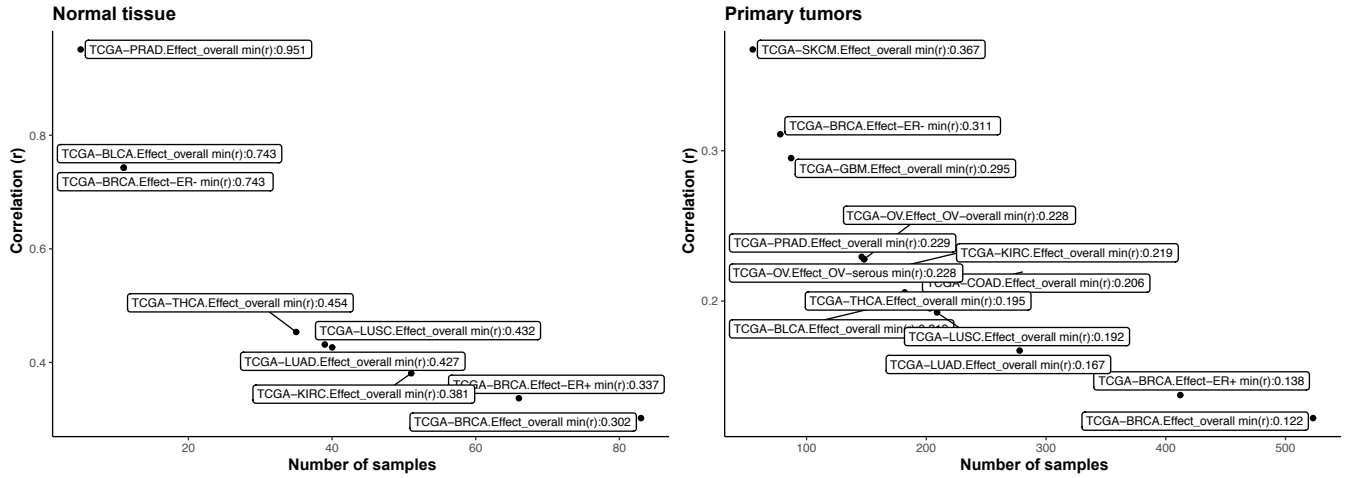 Normal tissue
TCGA−PRAD.Effect_overall min(r):0.951
0.8
TCGA−BLCA.Effect_overall min(r):0.743
TCGA−BRCA.Effect−ER- min(r):0.743
0.6
TCGA−THCA.Effect_overall min(r):0.454
TCGA−LUSC.Effect_overall min(r):0.432
0.4
TCGA−LUAD.Effect_overall min(r):0.427
TCGA−BRCA.Effect−ER+ min(r):0.337
TCGA−KIRC.Effect_overall min(r):0.381
TCGA−BRCA.Effect_overall min(r):0.302
Correlation (r)
20 40 60 80
Number of samples
Primary tumors
TCGA−SKCM.Effect_overall min(r):0.367
TCGA−BRCA.Effect−ER- min(r):0.311
0.3
TCGA−GBM.Effect_overall min(r):0.295
TCGA−OV.Effect_OV−overall min(r):0.228
TCGA−PRAD.Effect_overall min(r):0.229
TCGA−KIRC.Effect_overall min(r):0.219
TCGA−OV.Effect_OV−serous min(r):0.228
TCGA−COAD.Effect_overall min(r):0.206
0.2
TCGA−THCA.Effect_overall min(r):0.195
TCGA−BLCA.Effect_overall
TCGA−LUSC.Effect_overall min(r):0.192
TCGA−LUAD.Effect_overall min(r):0.167
TCGA−BRCA.Effect−ER+ min(r):0.138
TCGA−BRCA.Effect_overall min(r):0.122
Correlation (r)
100 200 300 400 500
Number of samples